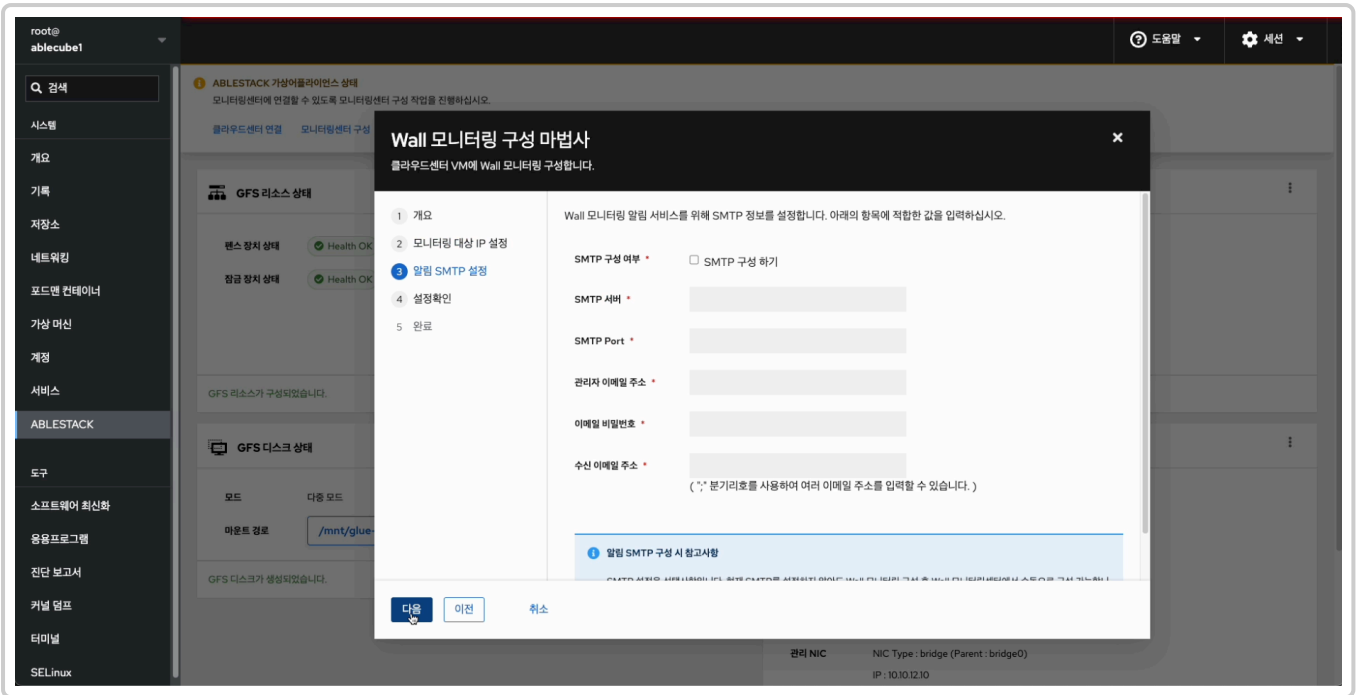 root@
ablecube1
도움말
세션
검색
시스템
개요
기록
저장소
네트워킹
포드맨 컨테이너
가상 머신
계정
서비스
ABLESTACK
도구
소프트웨어 최신화
응용프로그램
진단 보고서
커널 덤프
터미널
SELinux
ABLESTACK 가상어플라이언스 상태
모니터링센터에 연결할 수 있도록 모니터링센터 구성 작업을 진행하십시오.
클라우드센터 연결 모니터링센터 구성
GFS 리소스 상태
펜스 장치 상태 Health OK
잠금 장치 상태 Health OK
GFS 리소스가 구성되었습니다.
GFS 디스크 상태
모드 다중 모드
마운트 경로 /mnt/glue-
GFS 디스크가 생성되었습니다.
Wall 모니터링 구성 마법사
클라우드센터 VM에 Wall 모니터링 구성합니다.
1 개요
2 모니터링 대상 IP 설정
3 알림 SMTP 설정
4 설정확인
5 완료
Wall 모니터링 알림 서비스를 위해 SMTP 정보를 설정합니다. 아래의 항목에 적합한 값을 입력하십시오.
SMTP 구성 여부 * SMTP 구성 하기
SMTP 서버 *
SMTP Port *
관리자 이메일 주소 *
이메일 비밀번호 *
수신 이메일 주소 *
( ";" 분기리호를 사용하여 여러 이메일 주소를 입력할 수 있습니다. )
알림 SMTP 구성 시 참고사항
다음 이전 취소
관리 NIC NIC Type : bridge (Parent : bridge0)
IP : 10.10.12.10